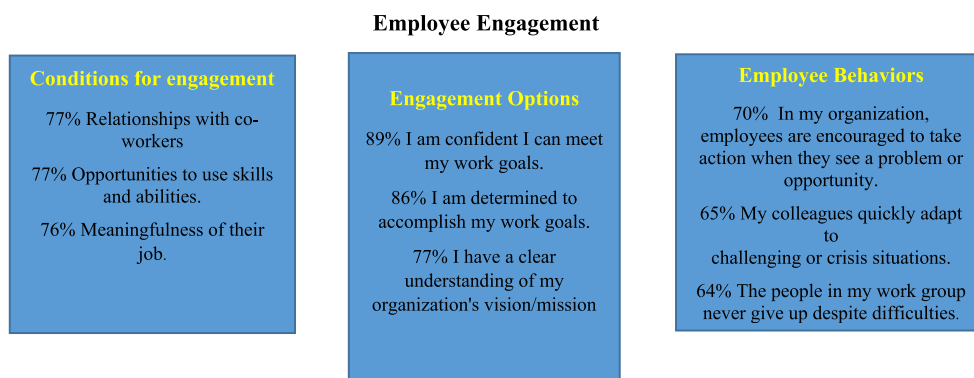 Employee Engagement
Conditions for engagement
77% Relationships with co-
workers
77% Opportunities to use skills
and abilities.
76% Meaningfulness of their
job.
Engagement Options
89% I am confident I can meet
my work goals.
86% I am determined to
accomplish my work goals.
77% I have a clear
understanding of my
organization's vision/mission
Employee Behaviors
70% In my organization,
employees are encouraged to take
action when they see a problem or
opportunity.
65% My colleagues quickly adapt
to
challenging or crisis situations.
64% The people in my work group
never give up despite difficulties.